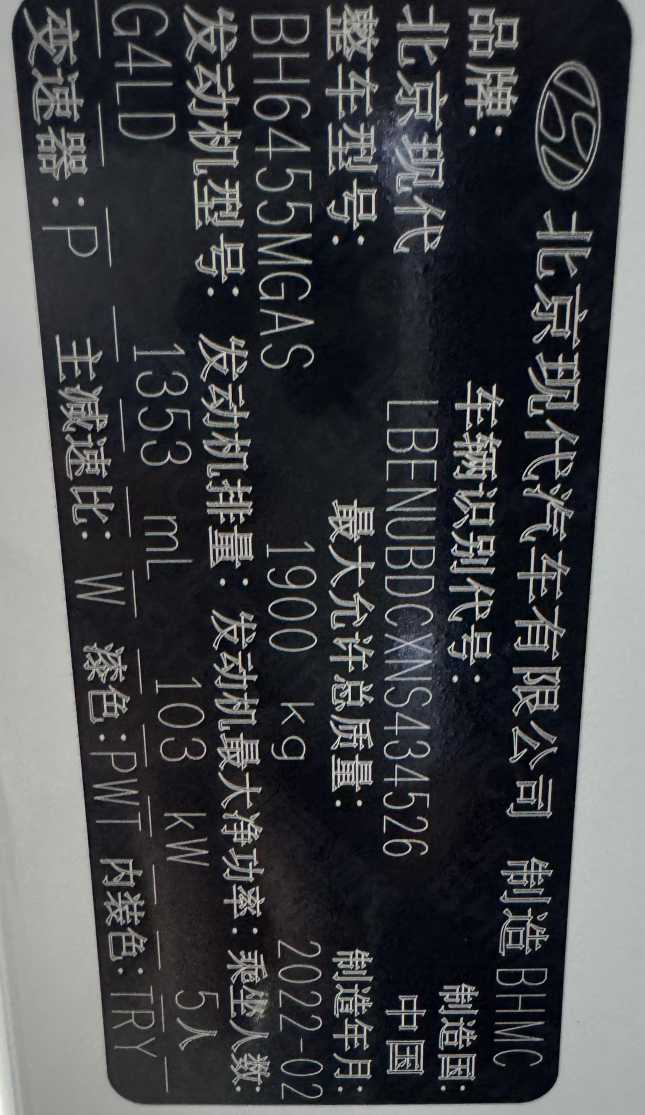 北京现代汽车有限公司 制造 BHMC
品牌: 车辆识别代号: 制造国:
北京现代 LBENUBDCXNS434526 中国
整车型号: 最大允许总质量: 制造年月:
BH6455MGAS 1900 kg 2022-02
发动机型号: 发动机排量: 发动机最大净功率: 乘坐人数:
G4LD 1353 mL 103 kW 5人
变速器: P 主减速比: W 漆色: PWT 内装色: TRY